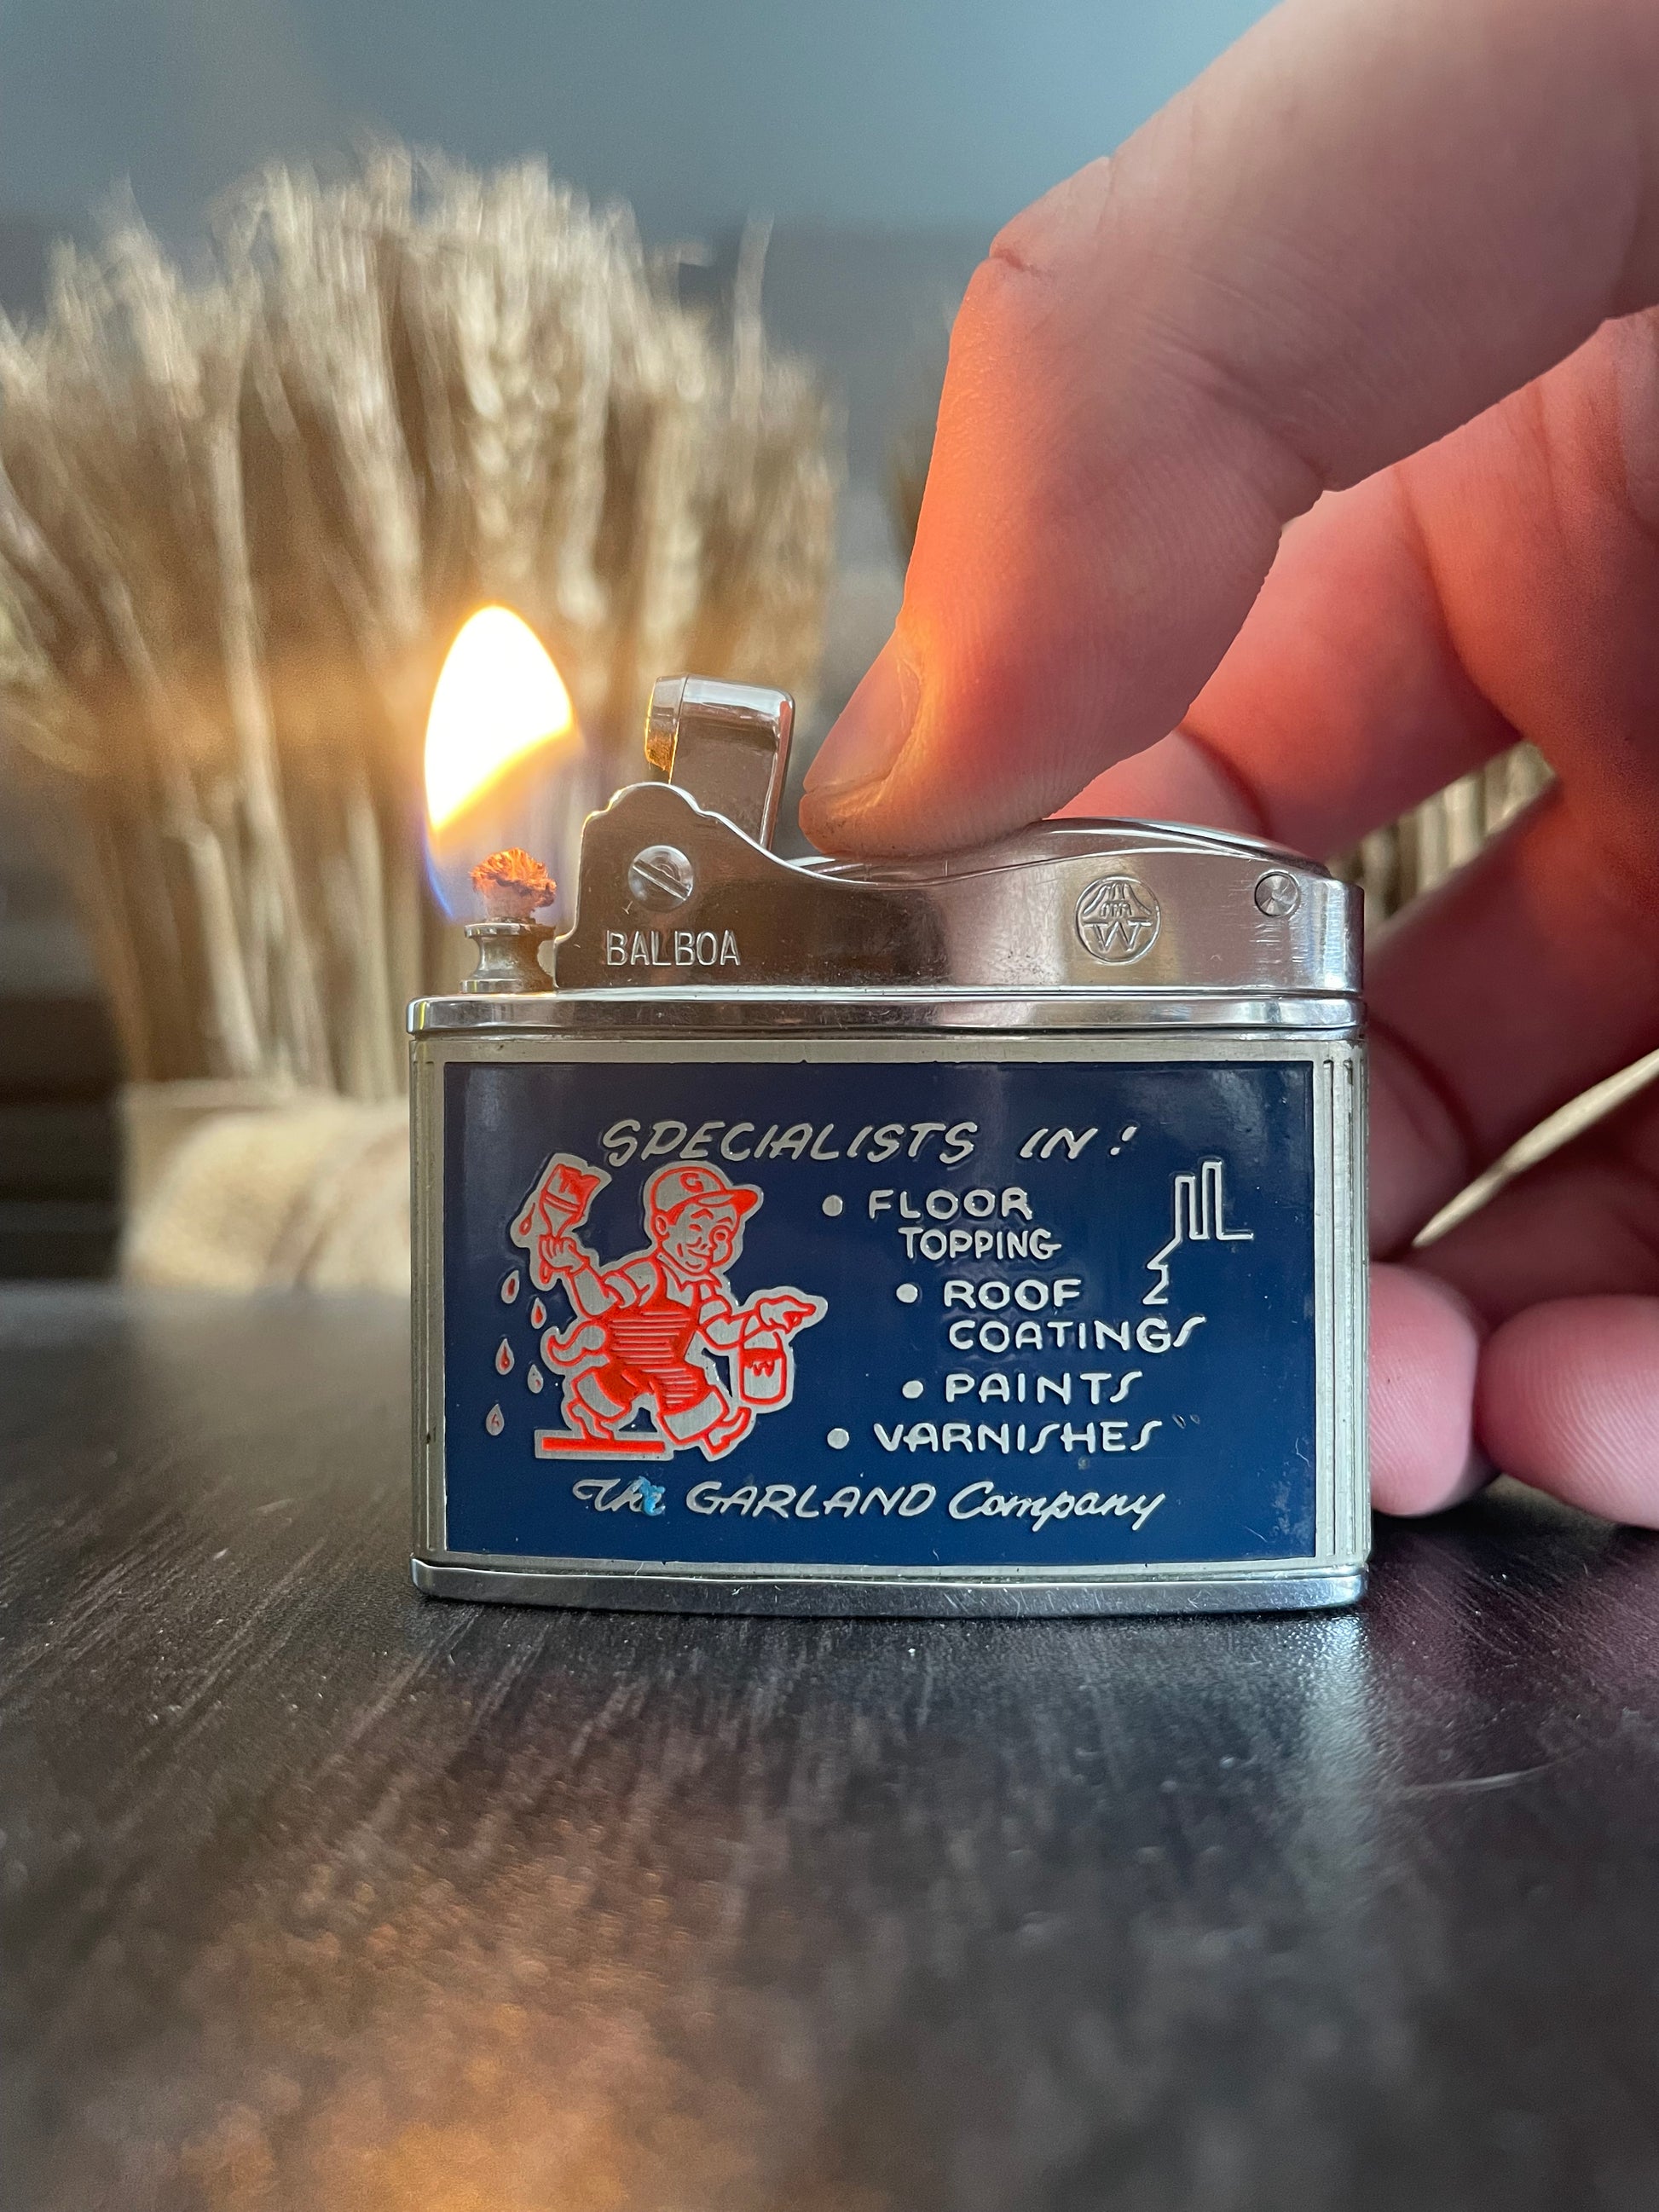 BALBOA
SPECIALISTS IN:
• FLOOR
TOPPING
• ROOF
COATINGS
• PAINTS
• VARNISHES
The GARLAND Company